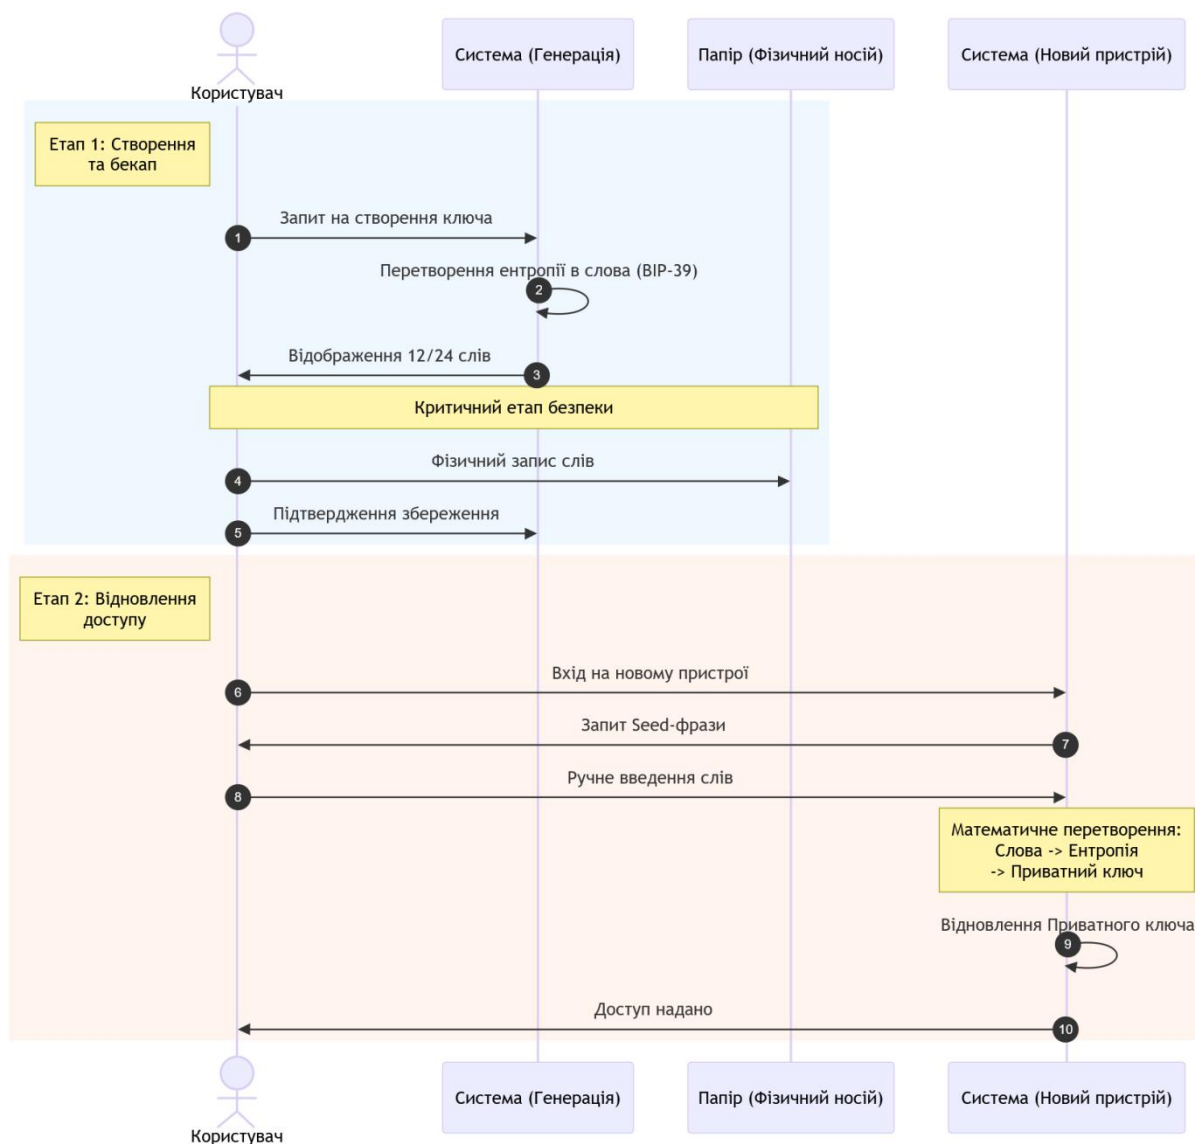 Користувач
Система (Генерація)
Папір (Фізичний носій)
Система (Новий пристрій)
Етап 1: Створення
та бекап
Запит на створення ключа
1
Перетворення ентропії в слова (BIP-39)
2
Відображення 12/24 слів
3
Критичний етап безпеки
Фізичний запис слів
4
Підтвердження збереження
5
Етап 2: Відновлення
доступу
Вхід на новому пристрої
6
Запит Seed-фрази
7
Ручне введення слів
8
Математичне перетворення:
Слова -> Ентропія
-> Приватний ключ
Відновлення Приватного ключа
9
Доступ надано
10
Користувач
Система (Генерація)
Папір (Фізичний носій)
Система (Новий пристрій)